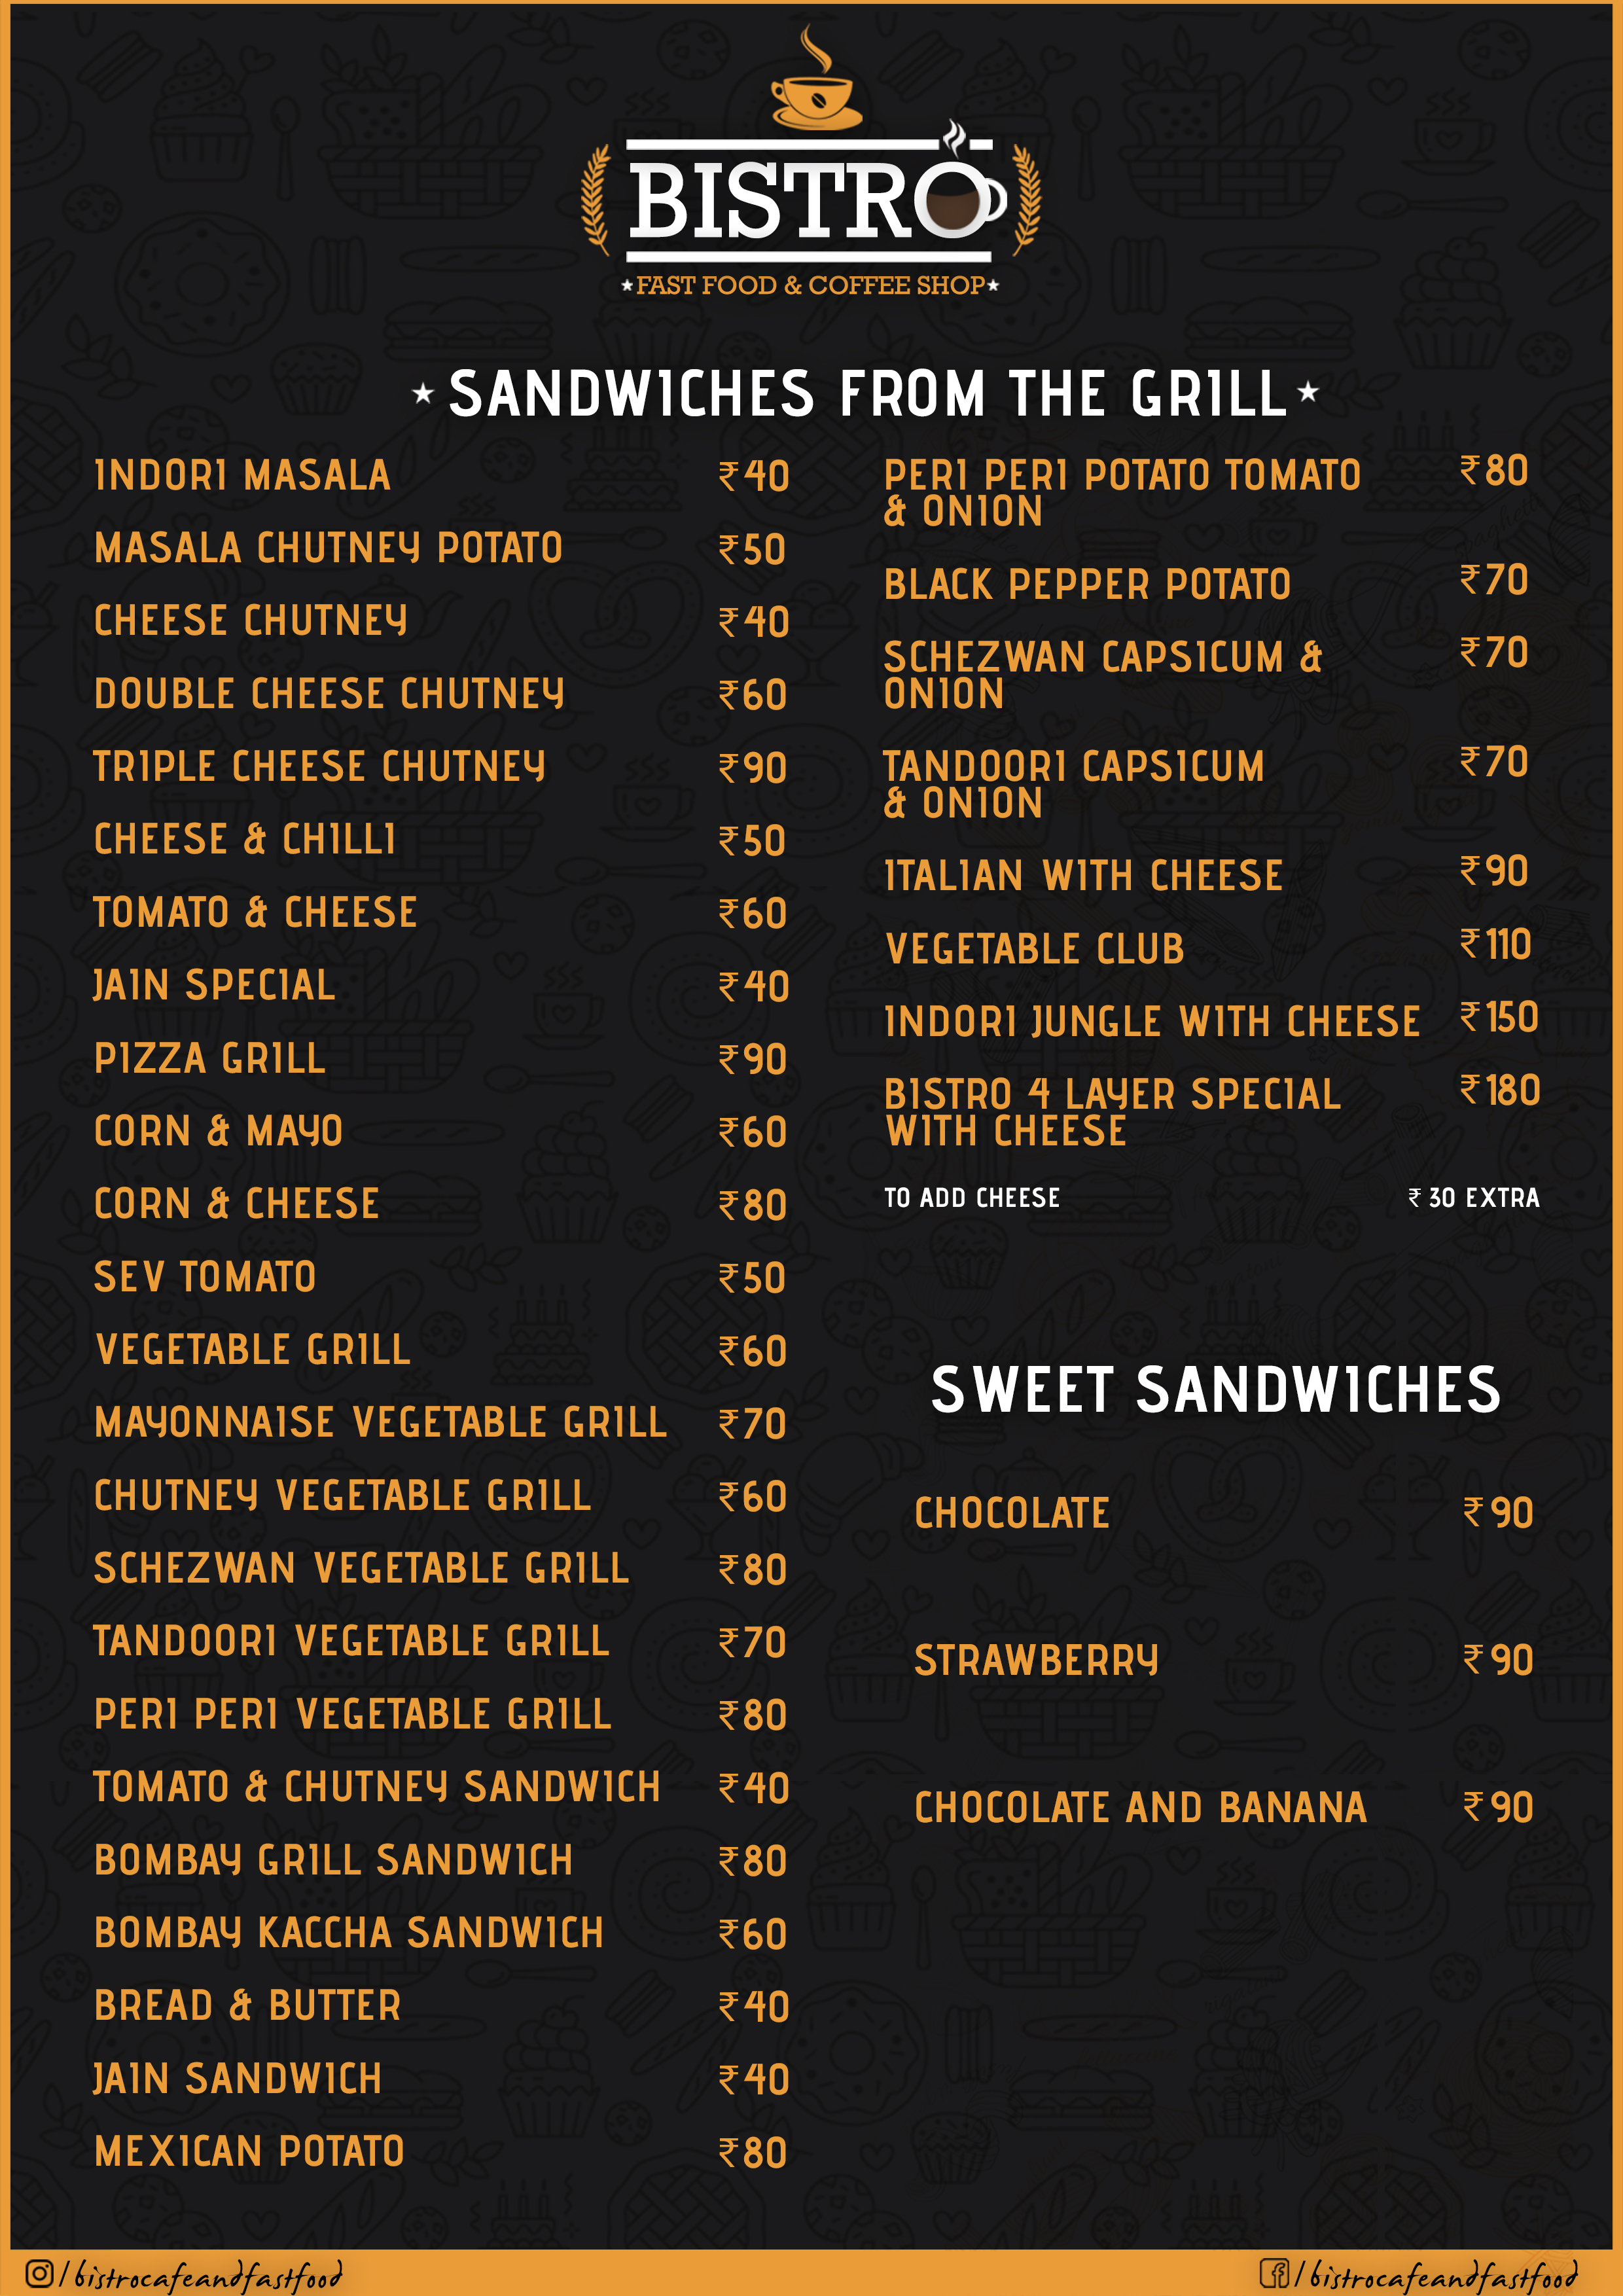 BISTRO
FAST FOOD & COFFEE SHOP
SANDWICHES FROM THE GRILL
INDORI MASALA ₹40
MASALA CHUTNEY POTATO ₹50
CHEESE CHUTNEY ₹40
DOUBLE CHEESE CHUTNEY ₹60
TRIPLE CHEESE CHUTNEY ₹90
CHEESE & CHILLI ₹50
TOMATO & CHEESE ₹60
JAIN SPECIAL ₹40
PIZZA GRILL ₹90
CORN & MAYO ₹60
CORN & CHEESE ₹80
SEV TOMATO ₹50
VEGETABLE GRILL ₹60
MAYONNAISE VEGETABLE GRILL ₹70
CHUTNEY VEGETABLE GRILL ₹60
SCHEZWAN VEGETABLE GRILL ₹80
TANDOORI VEGETABLE GRILL ₹70
PERI PERI VEGETABLE GRILL ₹80
TOMATO & CHUTNEY SANDWICH ₹40
BOMBAY GRILL SANDWICH ₹80
BOMBAY KACCHA SANDWICH ₹60
BREAD & BUTTER ₹40
JAIN SANDWICH ₹40
MEXICAN POTATO ₹80
PERI PERI POTATO TOMATO ₹80
& ONION
BLACK PEPPER POTATO ₹70
SCHEZWAN CAPSICUM & ₹70
ONION
TANDOORI CAPSICUM ₹70
& ONION
ITALIAN WITH CHEESE ₹90
VEGETABLE CLUB ₹110
INDORI JUNGLE WITH CHEESE ₹150
BISTRO 4 LAYER SPECIAL ₹180
WITH CHEESE
TO ADD CHEESE ₹ 30 EXTRA
SWEET SANDWICHES
CHOCOLATE ₹90
STRAWBERRY ₹90
CHOCOLATE AND BANANA ₹90
/bistrocafeandfastfood
/bistrocafeandfastfood